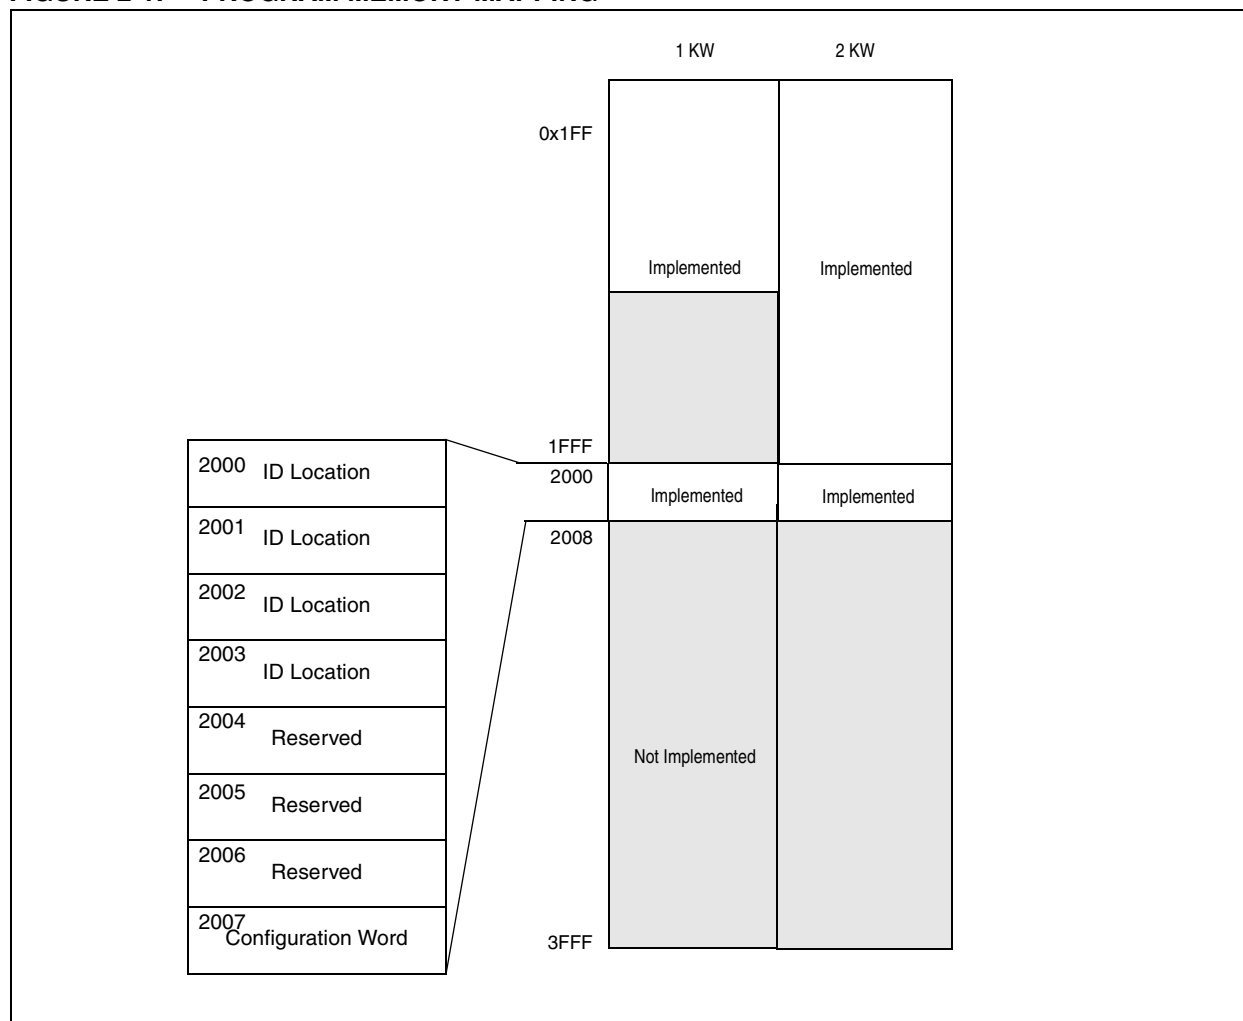 1 KW 2 KW
0x1FF
Implemented Implemented
1FFF
2000
Implemented Implemented
2008
Not Implemented
3FFF
2000 ID Location
2001 ID Location
2002 ID Location
2003 ID Location
2004 Reserved
2005 Reserved
2006 Reserved
2007 Configuration Word